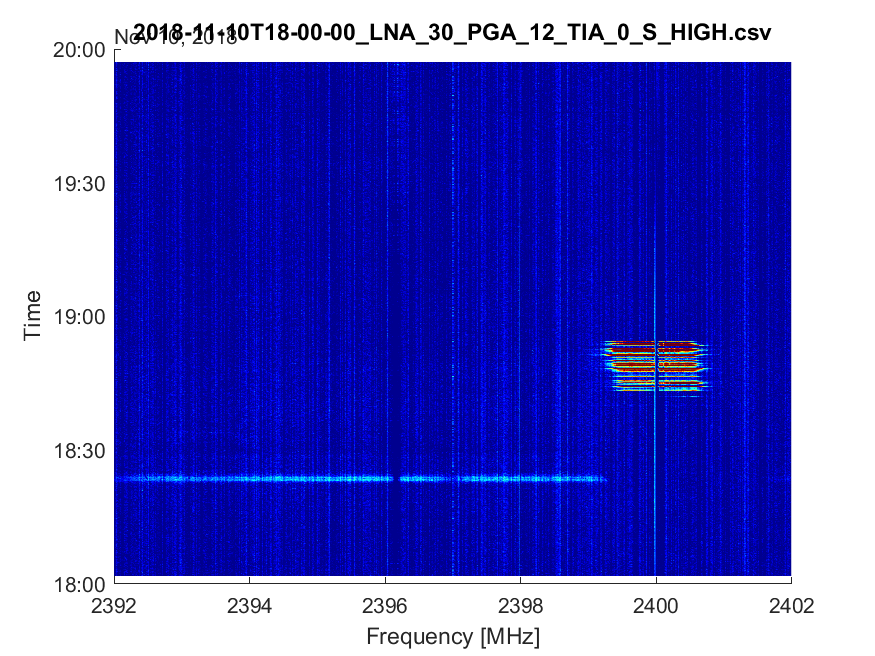 Nov 10, 2018
2018-11-10T18-00-00_LNA_30_PGA_12_TIA_0_S_HIGH.csv
20:00
19:30
19:00
18:30
18:00
Time
2392
2394
2396
2398
2400
2402
Frequency [MHz]